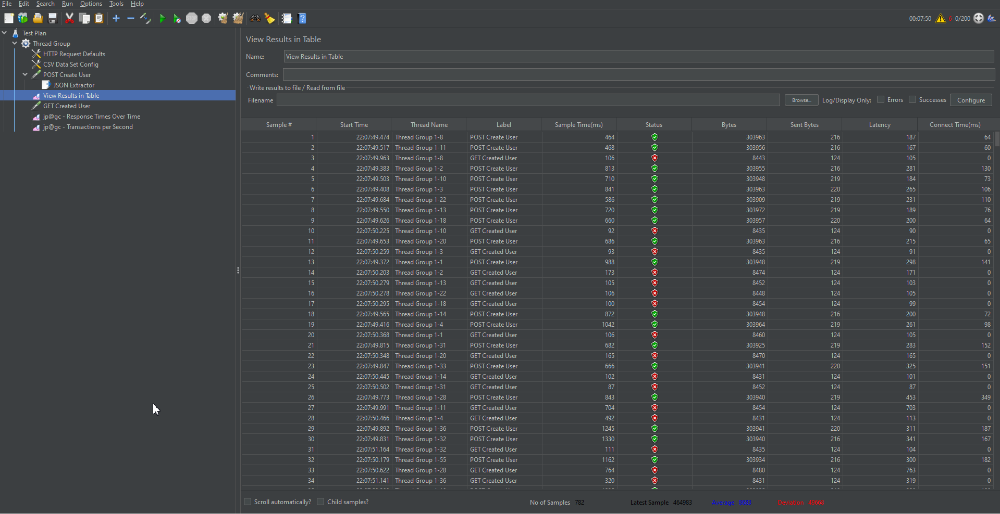 File Edit Search Run Options Tools Help
00:07:50 6 0/200
Test Plan
Thread Group
HTTP Request Defaults
CSV Data Set Config
POST Create User
JSON Extractor
View Results in Table
GET Created User
jp@gc - Response Times Over Time
jp@gc - Transactions per Second
View Results in Table
Name: View Results in Table
Comments:
Write results to file / Read from file
Filename Browse... Log/Display Only: Errors Successes Configure
Sample # Start Time Thread Name Label Sample Time(ms) Status Bytes Sent Bytes Latency Connect Time(ms)
1 22:07:49.474 Thread Group 1-8 POST Create User 464 303963 216 187 64
2 22:07:49.517 Thread Group 1-11 POST Create User 468 303956 216 167 60
3 22:07:49.963 Thread Group 1-8 GET Created User 106 8443 124 105 0
4 22:07:49.383 Thread Group 1-2 POST Create User 813 303955 216 281 130
5 22:07:49.503 Thread Group 1-10 POST Create User 710 303948 219 184 73
6 22:07:49.408 Thread Group 1-3 POST Create User 841 303963 220 265 106
7 22:07:49.684 Thread Group 1-22 POST Create User 586 303909 219 231 110
8 22:07:49.550 Thread Group 1-13 POST Create User 720 303972 219 189 76
9 22:07:49.626 Thread Group 1-18 POST Create User 660 303957 220 200 64
10 22:07:50.225 Thread Group 1-10 GET Created User 92 8435 124 90 0
11 22:07:49.653 Thread Group 1-20 POST Create User 686 303963 216 215 65
12 22:07:50.259 Thread Group 1-3 GET Created User 93 8435 124 91 0
13 22:07:49.372 Thread Group 1-1 POST Create User 988 303948 219 298 141
14 22:07:50.203 Thread Group 1-2 GET Created User 173 8474 124 171 0
15 22:07:50.279 Thread Group 1-13 GET Created User 105 8452 124 103 0
16 22:07:50.278 Thread Group 1-22 GET Created User 106 8448 124 105 0
17 22:07:50.295 Thread Group 1-18 GET Created User 100 8454 124 99 0
18 22:07:49.565 Thread Group 1-14 POST Create User 872 303948 216 200 72
19 22:07:49.416 Thread Group 1-4 POST Create User 1042 303964 219 261 98
20 22:07:50.368 Thread Group 1-1 GET Created User 106 8460 124 105 0
21 22:07:49.815 Thread Group 1-31 POST Create User 682 303925 219 283 152
22 22:07:50.348 Thread Group 1-20 GET Created User 165 8470 124 165 0
23 22:07:49.847 Thread Group 1-33 POST Create User 666 303941 220 325 151
24 22:07:50.445 Thread Group 1-14 GET Created User 102 8431 124 101 0
25 22:07:50.502 Thread Group 1-31 GET Created User 87 8452 124 87 0
26 22:07:49.773 Thread Group 1-28 POST Create User 843 303940 219 453 349
27 22:07:49.991 Thread Group 1-11 GET Created User 704 8454 124 703 0
28 22:07:50.466 Thread Group 1-4 GET Created User 492 8431 124 113 0
29 22:07:49.892 Thread Group 1-36 POST Create User 1245 303941 220 311 187
30 22:07:49.831 Thread Group 1-32 POST Create User 1330 303940 216 341 167
31 22:07:51.164 Thread Group 1-32 GET Created User 111 8435 124 104 0
32 22:07:50.179 Thread Group 1-55 POST Create User 1162 303934 216 300 182
33 22:07:50.622 Thread Group 1-28 GET Created User 764 8480 124 763 0
34 22:07:51.141 Thread Group 1-36 GET Created User 320 8431 124 319 0
Scroll automatically? Child samples? No of Samples 782 Latest Sample 464983 Average 8683 Deviation 49668